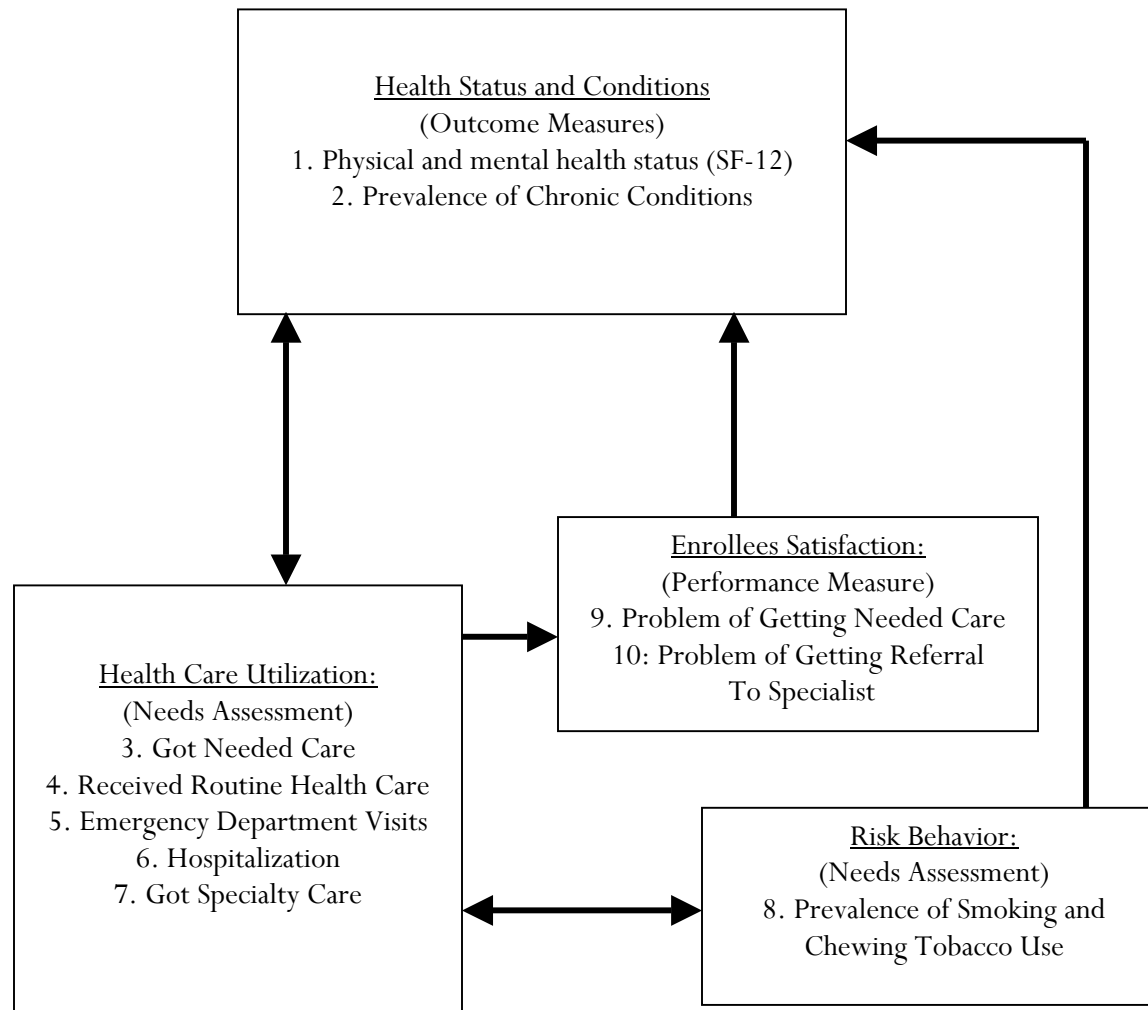 Health Status and Conditions
(Outcome Measures)
1. Physical and mental health status (SF-12)
2. Prevalence of Chronic Conditions
Enrollees Satisfaction:
(Performance Measure)
9. Problem of Getting Needed Care
10: Problem of Getting Referral
To Specialist
Health Care Utilization:
(Needs Assessment)
3. Got Needed Care
4. Received Routine Health Care
5. Emergency Department Visits
6. Hospitalization
7. Got Specialty Care
Risk Behavior:
(Needs Assessment)
8. Prevalence of Smoking and
Chewing Tobacco Use